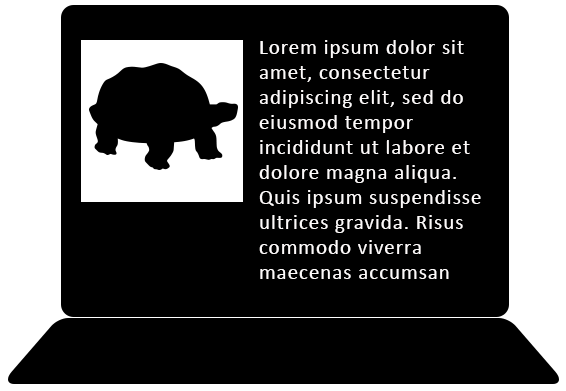 Lorem ipsum dolor sit
amet, consectetur
adipiscing elit, sed do
eiusmod tempor
incididunt ut labore et
dolore magna aliqua.
Quis ipsum suspendisse
ultrices gravida. Risus
commodo viverra
maecenas accumsan